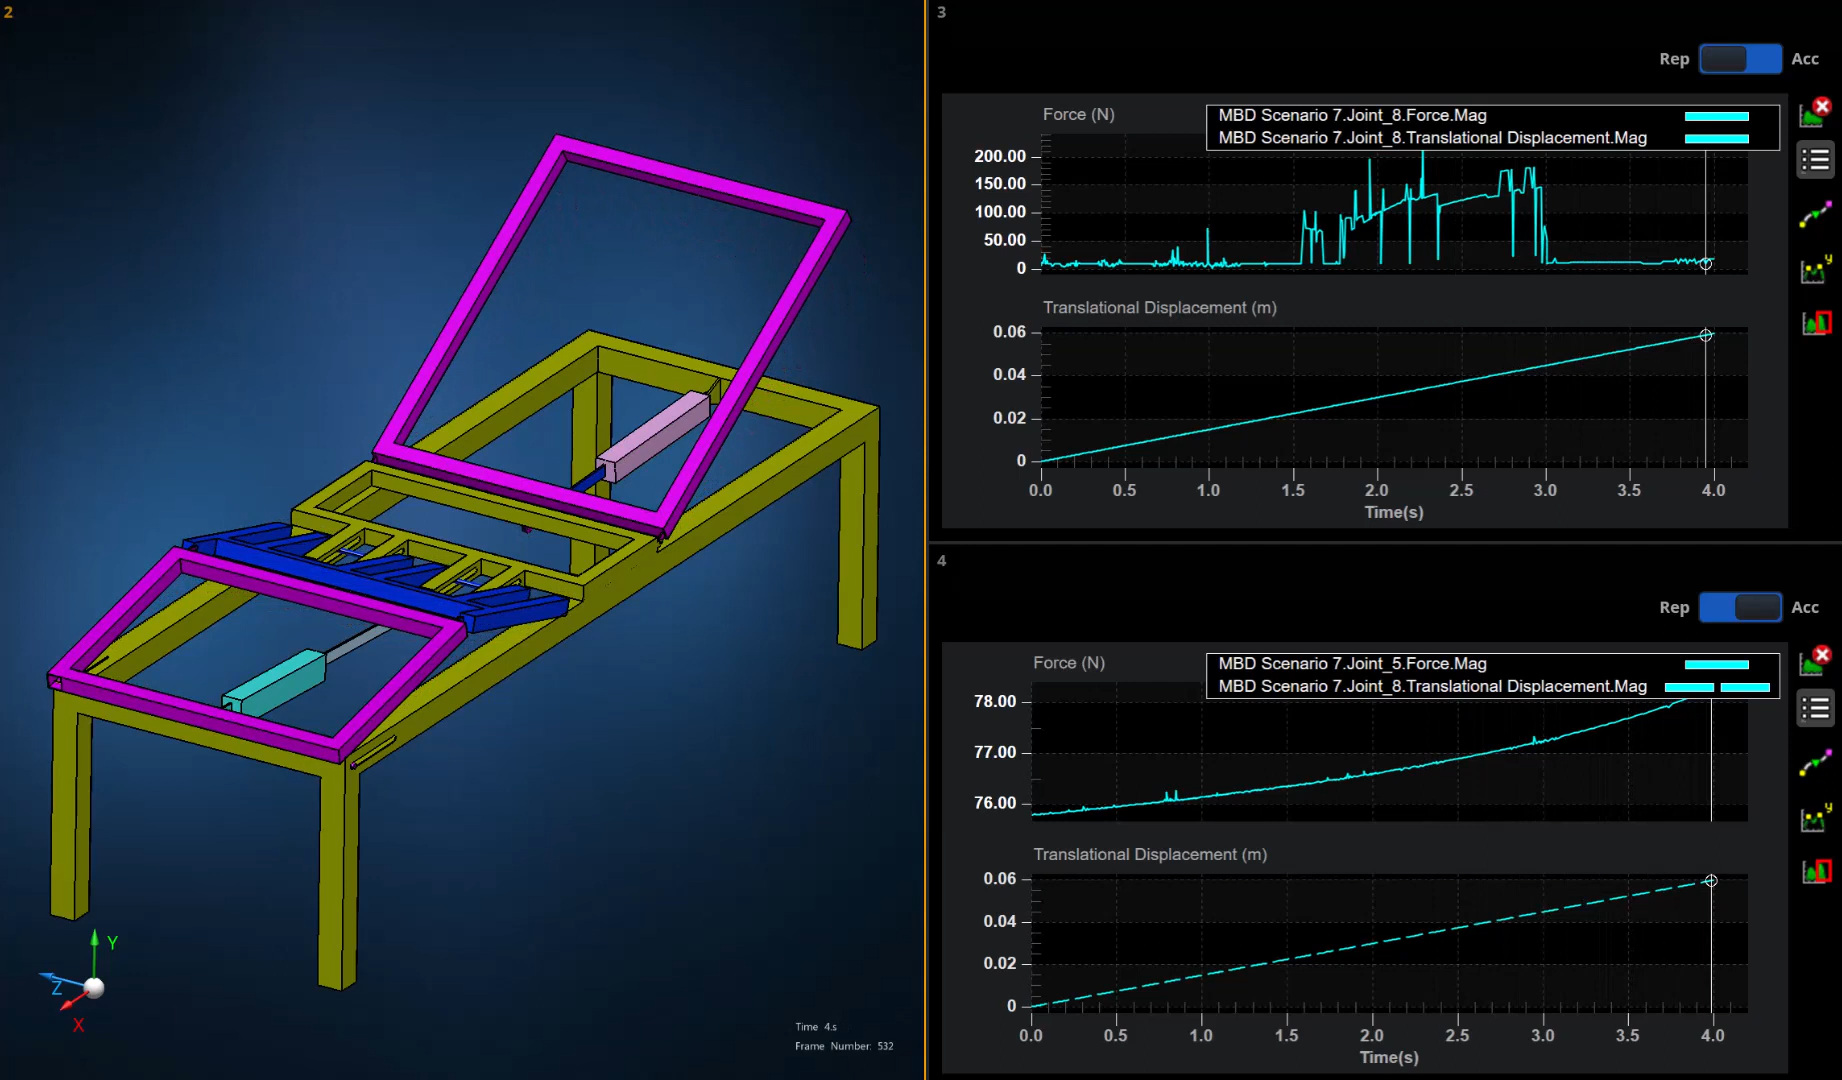 2
Y
Z
X
Time 4.s
Frame Number: 532
3
Rep Acc
Force (N)
MBD Scenario 7.Joint_8.Force.Mag
MBD Scenario 7.Joint_8.Translational Displacement.Mag
200.00
150.00
100.00
50.00
0
y
Translational Displacement (m)
0.06
0.04
0.02
0
0.0 0.5 1.0 1.5 2.0 2.5 3.0 3.5 4.0
Time(s)
4
Rep Acc
Force (N)
MBD Scenario 7.Joint_5.Force.Mag
MBD Scenario 7.Joint_8.Translational Displacement.Mag
78.00
77.00
76.00
y
Translational Displacement (m)
0.06
0.04
0.02
0
0.0 0.5 1.0 1.5 2.0 2.5 3.0 3.5 4.0
Time(s)